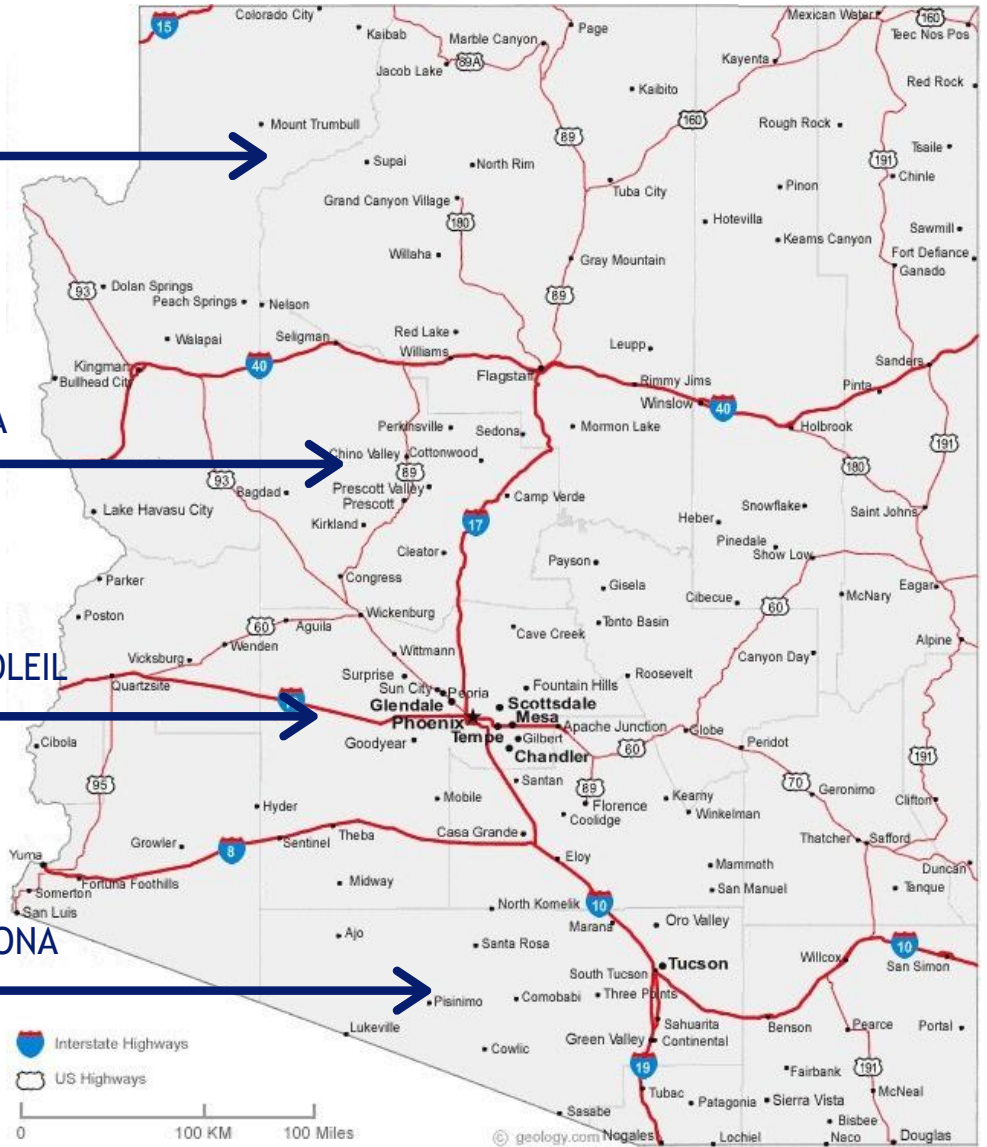 15
Colorado City
Kaibab
Marble Canyon
Page
Mexican Water
160
Teec Nos Pos
Jacob Lake
89A
Kayenta
Red Rock
Kaibito
Mount Trumbull
89
160
Rough Rock
Tsaile
Supai
North Rim
191
Chinle
Tuba City
Pinon
Grand Canyon Village
180
Hotevilla
Sawmill
Willaha
Keams Canyon
Fort Defiance
Gray Mountain
Ganado
93
Dolan Springs
Peach Springs
Nelson
89
Walapai
Seligman
Red Lake
Williams
Leupp
Sanders
Kingman
40
Flagstaff
Bullhead City
Rimmy Jims
Pinta
Winslow
40
A
Perkinsville
Sedona
Mormon Lake
Holbrook
191
Chino Valley
Cottonwood
180
93
89
Bagdad
Prescott Valley
Prescott
Camp Verde
Lake Havasu City
Kirkland
17
Heber
Snowflake
Saint Johns
Cleator
Pinedale
Show Low
Payson
Parker
Congress
Gisela
Eagar
Cibecue
60
McNary
Poston
Wickenburg
60
Aguila
Cave Creek
Tonto Basin
Wenden
Alpine
Vicksburg
Wittmann
Canyon Day
OLEIL
Surprise
Roosevelt
Quartzsite
Sun City
Peoria
Fountain Hills
Glendale
Scottsdale
Phoenix
Mesa
Tempe
Apache Junction
Globe
Cibola
Goodyear
Gilbert
60
Peridot
Chandler
191
95
Santan
89
70
Mobile
Kearny
Geronimo
Hyder
Florence
Clifton
Coolidge
Winkelman
Theba
Casa Grande
Growler
8
Sentinel
Thatcher
Safford
Yuma
Eloy
Mammoth
Duncan
Fortuna Foothills
Midway
San Manuel
Tanque
Somerton
North Komelik
10
San Luis
Marana
Oro Valley
ONA
Ajo
Santa Rosa
10
Willcox
San Simon
South Tucson
Tucson
Pisinimo
Comobabi
Three Points
Lukeville
Sahuarita
Benson
Pearce
Portal
Interstate Highways
Cowlic
Green Valley
Continental
US Highways
19
Fairbank
191
Tubac
McNeal
Patagonia
Sierra Vista
Sasabe
Bisbee
0
100 KM
100 Miles
© geology.com
Nogales
Lochiel
Naco
Douglas